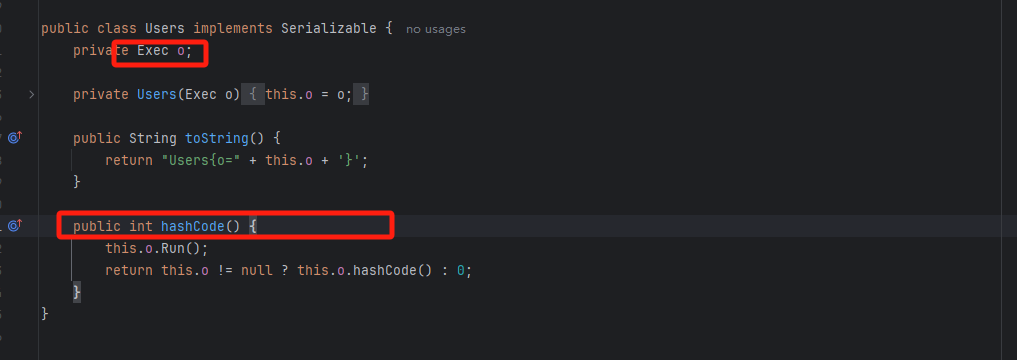 public class Users implements Serializable { no usages
private Exec o;
private Users(Exec o) { this.o = o; }
public String toString() {
return "Users{o=" + this.o + '}';
}
public int hashCode() {
this.o.Run();
return this.o != null ? this.o.hashCode() : 0;
}
}